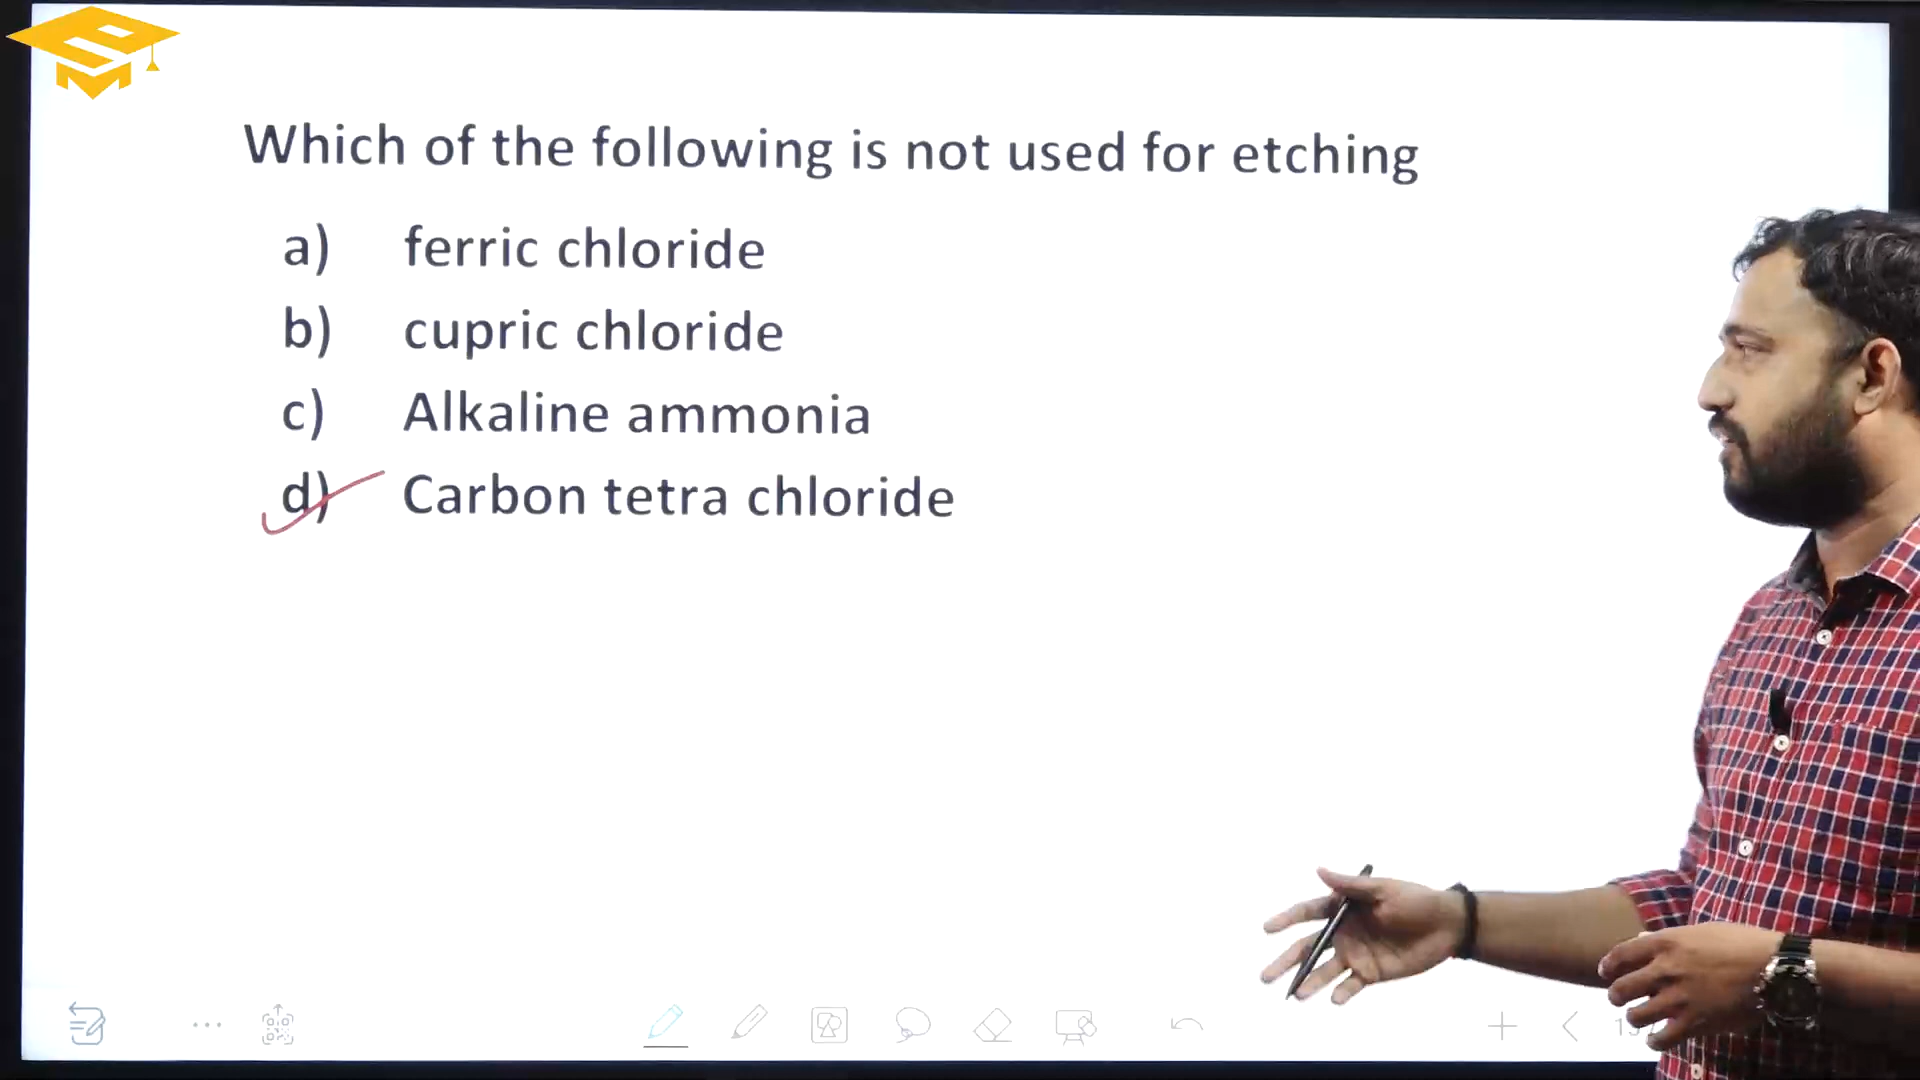 Which of the following is not used for etching
a) ferric chloride
b) cupric chloride
c) Alkaline ammonia
d) Carbon tetra chloride